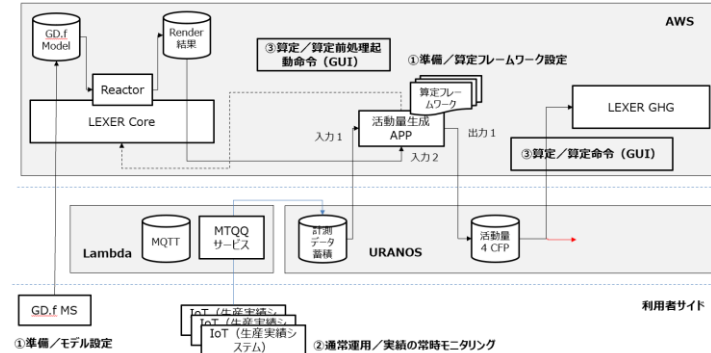 AWS
GD.f
Model
Render
結果
③算定/算定前処理起
動命令(GUI)
①準備/算定フレームワーク設定
Reactor
LEXER Core
算定フレー
ムワーク
活動量生成
APP
LEXER GHG
入力1
出力1
入力2
③算定/算定命令(GUI)
Lambda
MQTT
MTQQ
サービス
計測
データ
蓄積
URANOS
活動量
4 CFP
GD.f MS
利用者サイド
IoT(生産実績シ
IoT(生産実績シ
IoT(生産実績シ
ステム)
①準備/モデル設定
②通常運用/実績の常時モニタリング